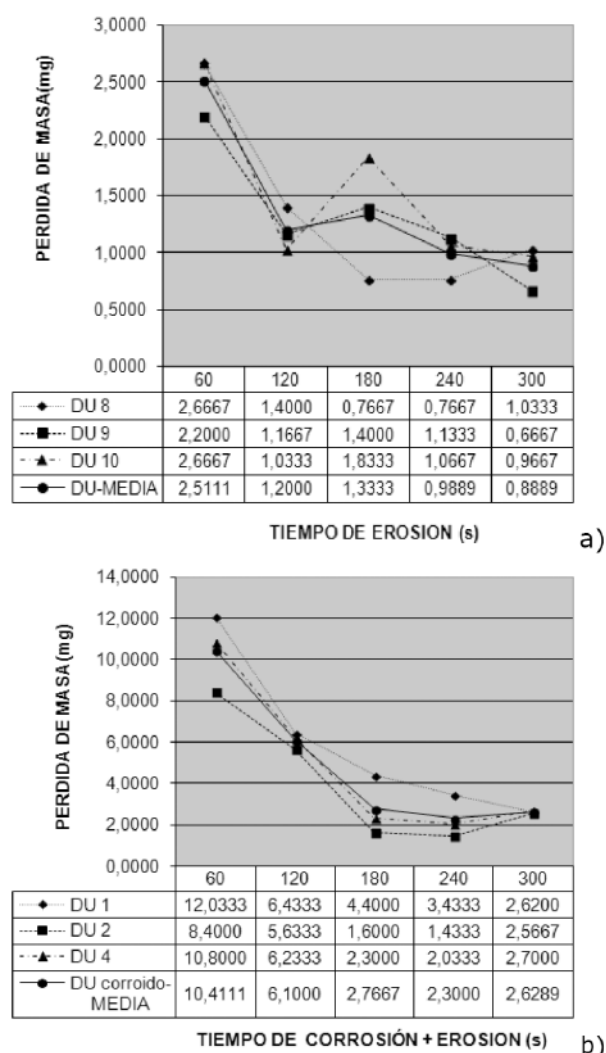 PERDIDA DE MASA(mg)
3,0000
2,5000
2,0000
1,5000
1,0000
0,5000
0,0000
60 120 180 240 300
DU 8 2,6667 1,4000 0,7667 0,7667 1,0333
DU 9 2,2000 1,1667 1,4000 1,1333 0,6667
DU 10 2,6667 1,0333 1,8333 1,0667 0,9667
DU-MEDIA 2,5111 1,2000 1,3333 0,9889 0,8889
TIEMPO DE EROSION (s)
a)
PERDIDA DE MASA (mg)
14,0000
12,0000
10,0000
8,0000
6,0000
4,0000
2,0000
0,0000
60 120 180 240 300
DU 1 12,0333 6,4333 4,4000 3,4333 2,6200
DU 2 8,4000 5,6333 1,6000 1,4333 2,5667
DU 4 10,8000 6,2333 2,3000 2,0333 2,7000
DU corroido-
MEDIA 10,4111 6,1000 2,7667 2,3000 2,6289
TIEMPO DE CORROSIÓN + EROSION (s)
b)